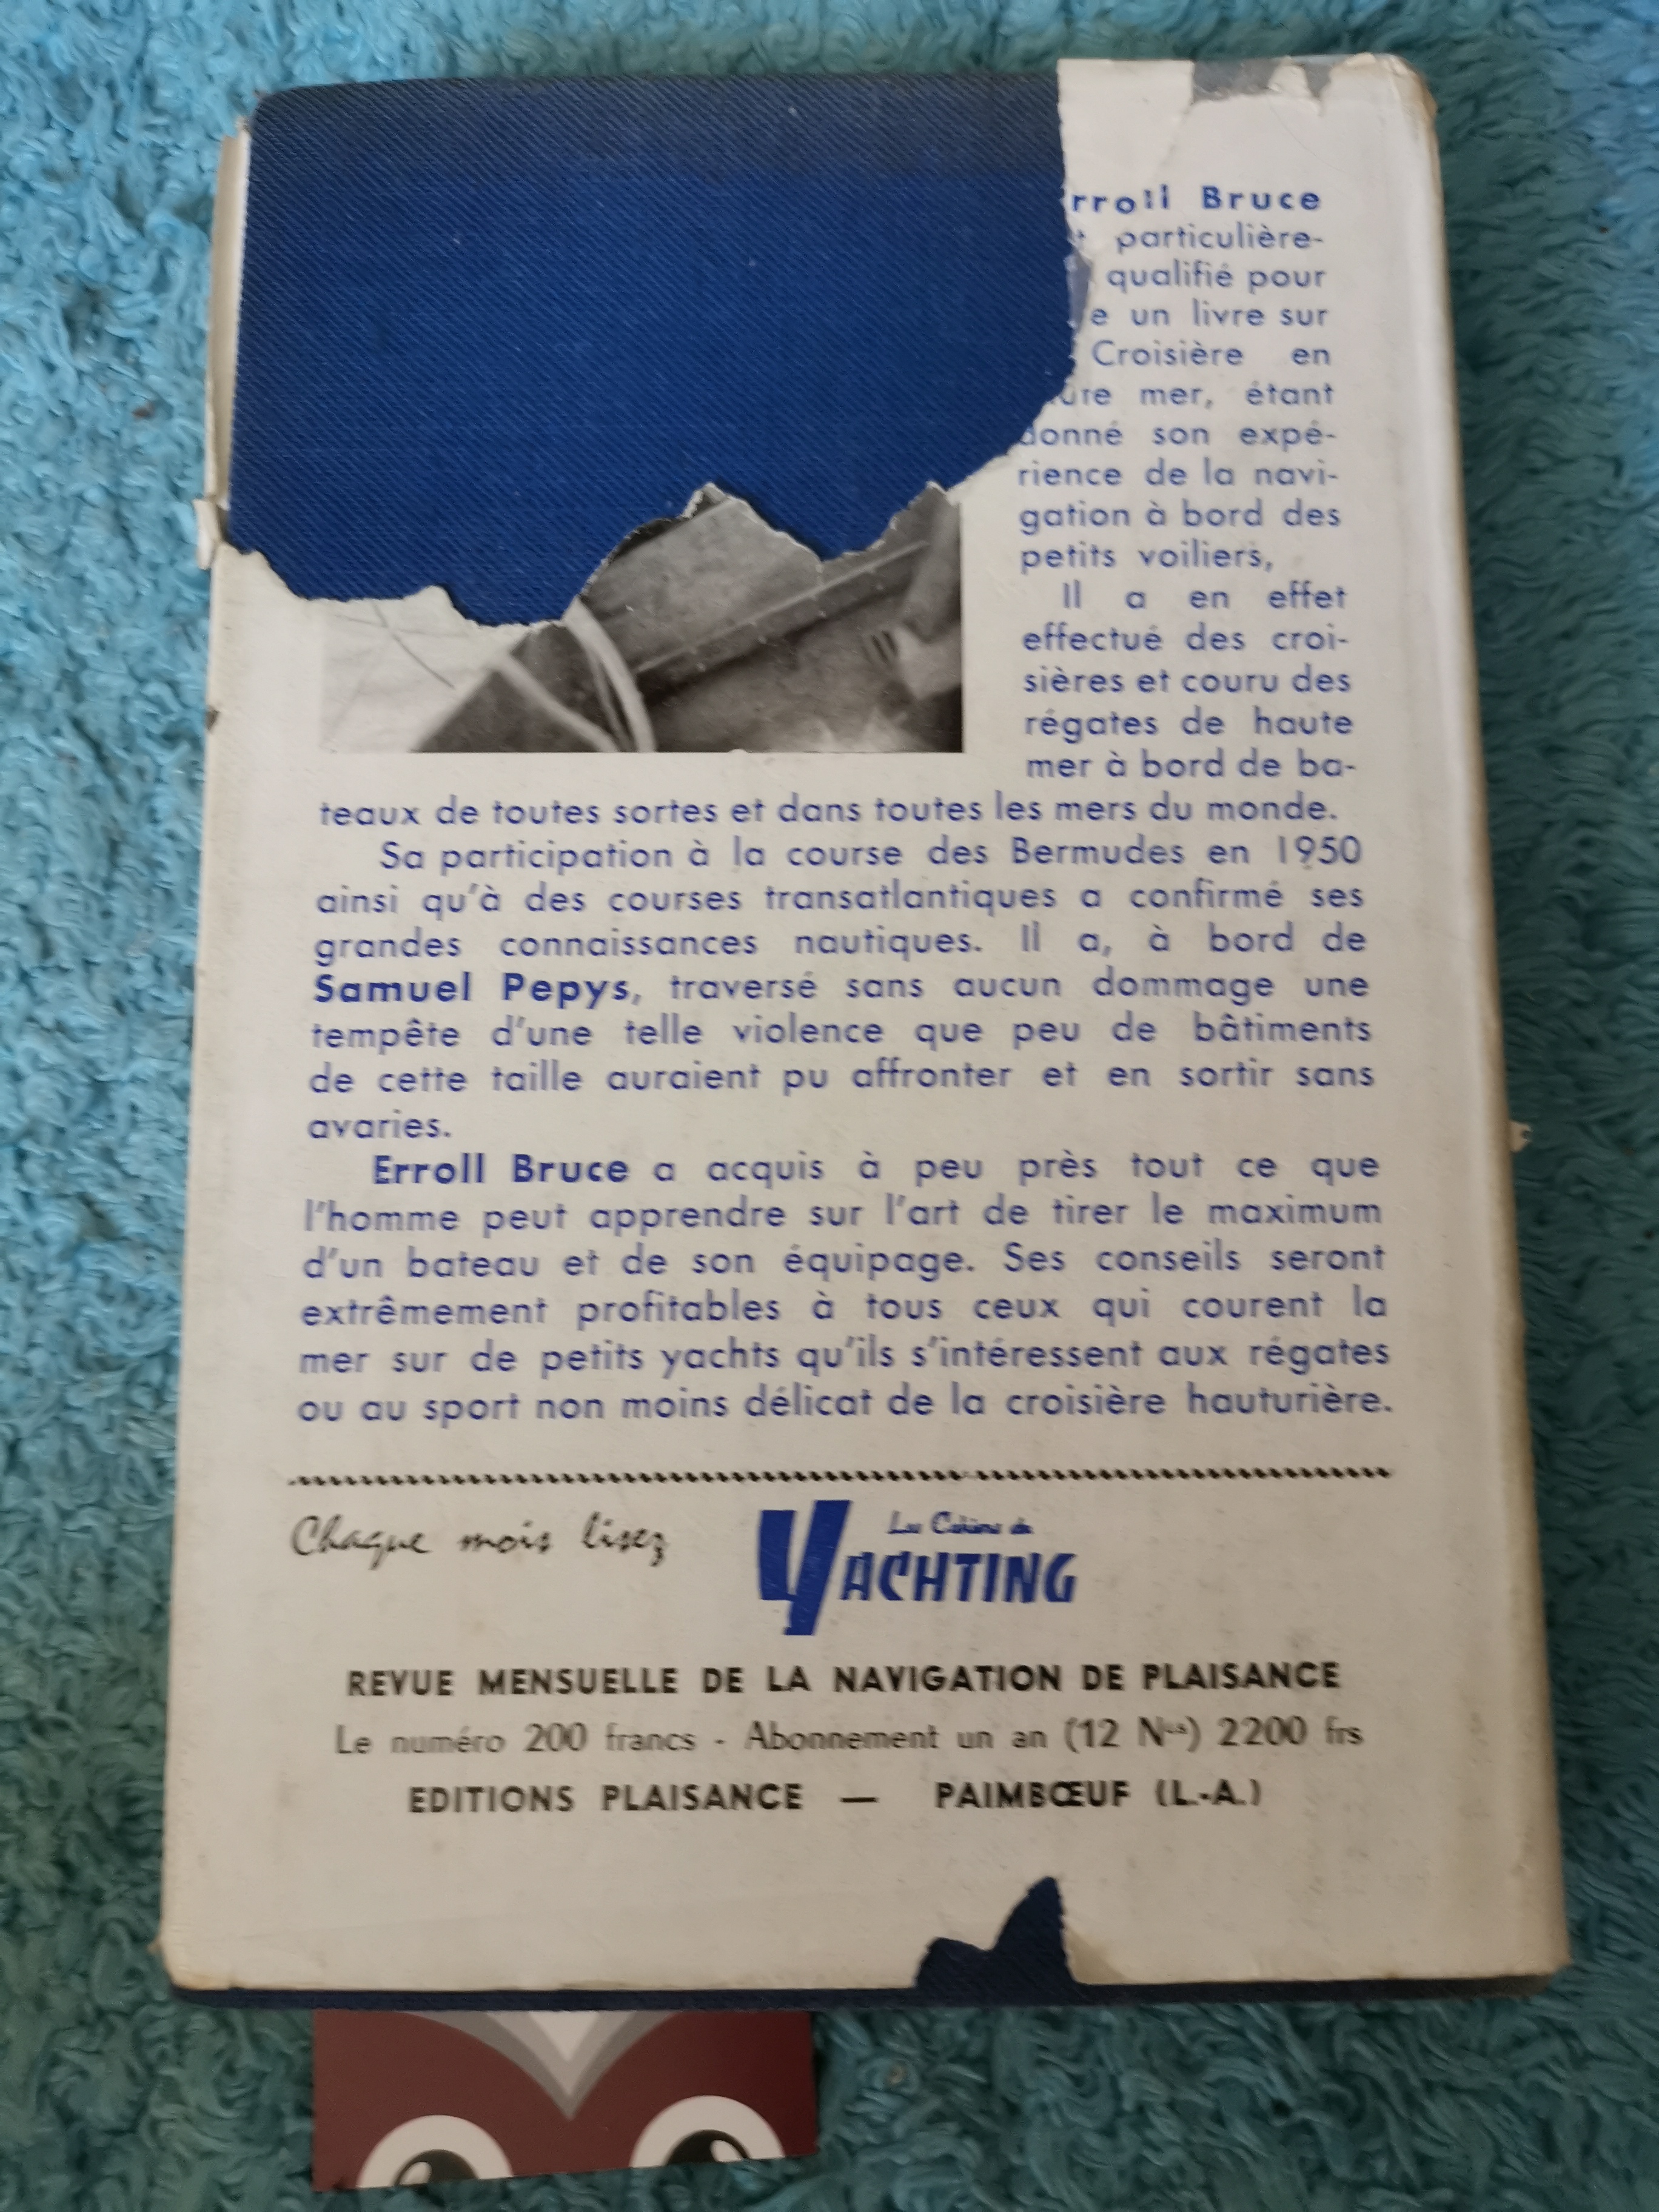 rroll Bruce
particulière-
qualifié pour
e un livre sur
Croisière en
mer, étant
donné son expé-
rience de la navi-
gation à bord des
petits voiliers,
Il a en effet
effectué des croi-
sières et couru des
régates de haute
mer à bord de ba-
teaux de toutes sortes et dans toutes les mers du monde.
Sa participation à la course des Bermudes en 1950
ainsi qu'à des courses transatlantiques a confirmé ses
grandes connaissances nautiques. Il a, à bord de
Samuel Pepys, traversé sans aucun dommage une
tempête d'une telle violence que peu de bâtiments
de cette taille auraient pu affronter et en sortir sans
avaries.
Erroll Bruce a acquis à peu près tout ce que
l'homme peut apprendre sur l'art de tirer le maximum
d'un bateau et de son équipage. Ses conseils seront
extrêmement profitables à tous ceux qui courent la
mer sur de petits yachts qu'ils s'intéressent aux régates
ou au sport non moins délicat de la croisière hauturière.
Chaque mois lisez
Les Cahiers du
YACHTING
REVUE MENSUELLE DE LA NAVIGATION DE PLAISANCE
Le numéro 200 francs - Abonnement un an (12 Nos) 2200 frs
EDITIONS PLAISANCE — PAIMBŒUF (L.-A.)